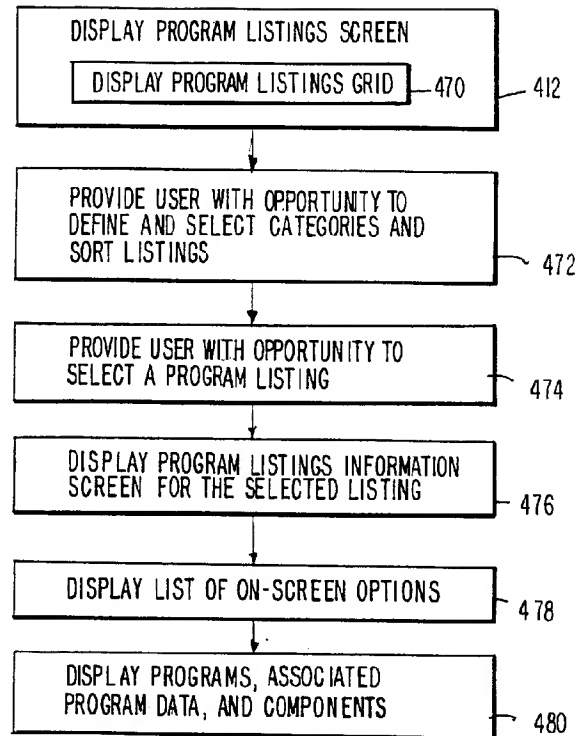 DISPLAY PROGRAM LISTINGS SCREEN
DISPLAY PROGRAM LISTINGS GRID 470
412
PROVIDE USER WITH OPPORTUNITY TO
DEFINE AND SELECT CATEGORIES AND
SORT LISTINGS
472
PROVIDE USER WITH OPPORTUNITY TO
SELECT A PROGRAM LISTING
474
DISPLAY PROGRAM LISTINGS INFORMATION
SCREEN FOR THE SELECTED LISTING
476
DISPLAY LIST OF ON-SCREEN OPTIONS
478
DISPLAY PROGRAMS, ASSOCIATED
PROGRAM DATA, AND COMPONENTS
480